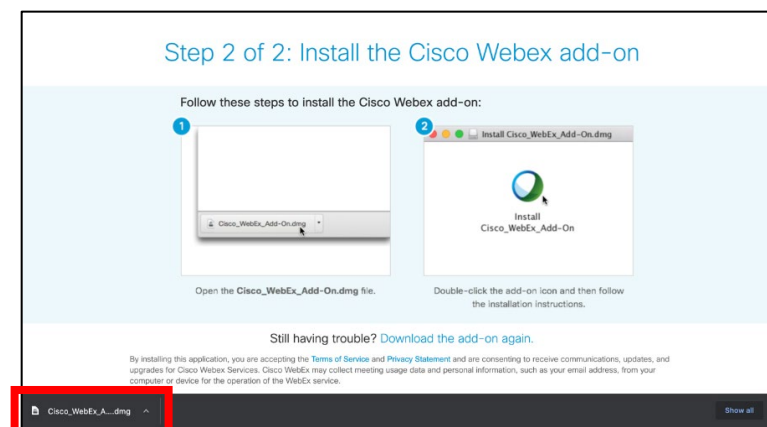 Step 2 of 2: Install the Cisco Webex add-on
Follow these steps to install the Cisco Webex add-on:
1
Cisco_WebEx_Add-On.dmg
Open the Cisco_WebEx_Add-On.dmg file.
2
Install Cisco_WebEx_Add-On.dmg
Install
Cisco_WebEx_Add-On
Double-click the add-on icon and then follow
the installation instructions.
Still having trouble? Download the add-on again.
By installing this application, you are accepting the Terms of Service and Privacy Statement and are consenting to receive communications, updates, and
upgrades for Cisco Webex Services. Cisco WebEx may collect meeting usage data and personal information, such as your email address, from your
computer or device for the operation of the WebEx service.
Cisco_WebEx_A....dmg
Show all